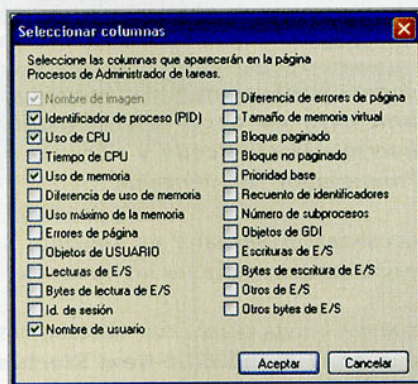 Seleccionar columnas
Seleccione las columnas que aparecerán en la página
Procesos de Administrador de tareas.
Nombre de imagen
Identificador de proceso (PID)
Uso de CPU
Tiempo de CPU
Uso de memoria
Diferencia de uso de memoria
Uso máximo de la memoria
Errores de página
Objetos de USUARIO
Lecturas de E/S
Bytes de lectura de E/S
Id. de sesión
Nombre de usuario
Diferencia de errores de página
Tamaño de memoria virtual
Bloque paginado
Bloque no paginado
Prioridad base
Recuento de identificadores
Número de subprocesos
Objetos de GDI
Escrituras de E/S
Bytes de escritura de E/S
Otros de E/S
Otros bytes de E/S
Aceptar
Cancelar